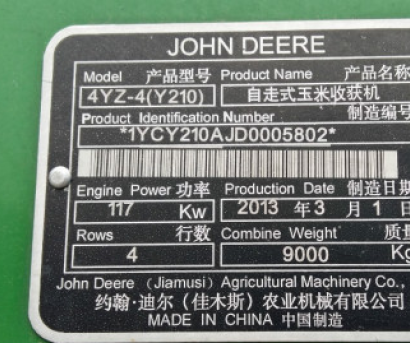 JOHN DEERE
Model 产品型号 Product Name 产品名称
4YZ-4(Y210) 自走式玉米收获机
Product Identification Number 制造编号
*1YCY210AJD0005802*
Engine Power 功率 Production Date 制造日
117 Kw 2013 年 3 月 1 日
Rows 行数 Combine Weight 质量
4 9000 Kg
John Deere (Jiamusi) Agricultural Machinery Co.,
约翰·迪尔(佳木斯)农业机械有限公司
MADE IN CHINA 中国制造